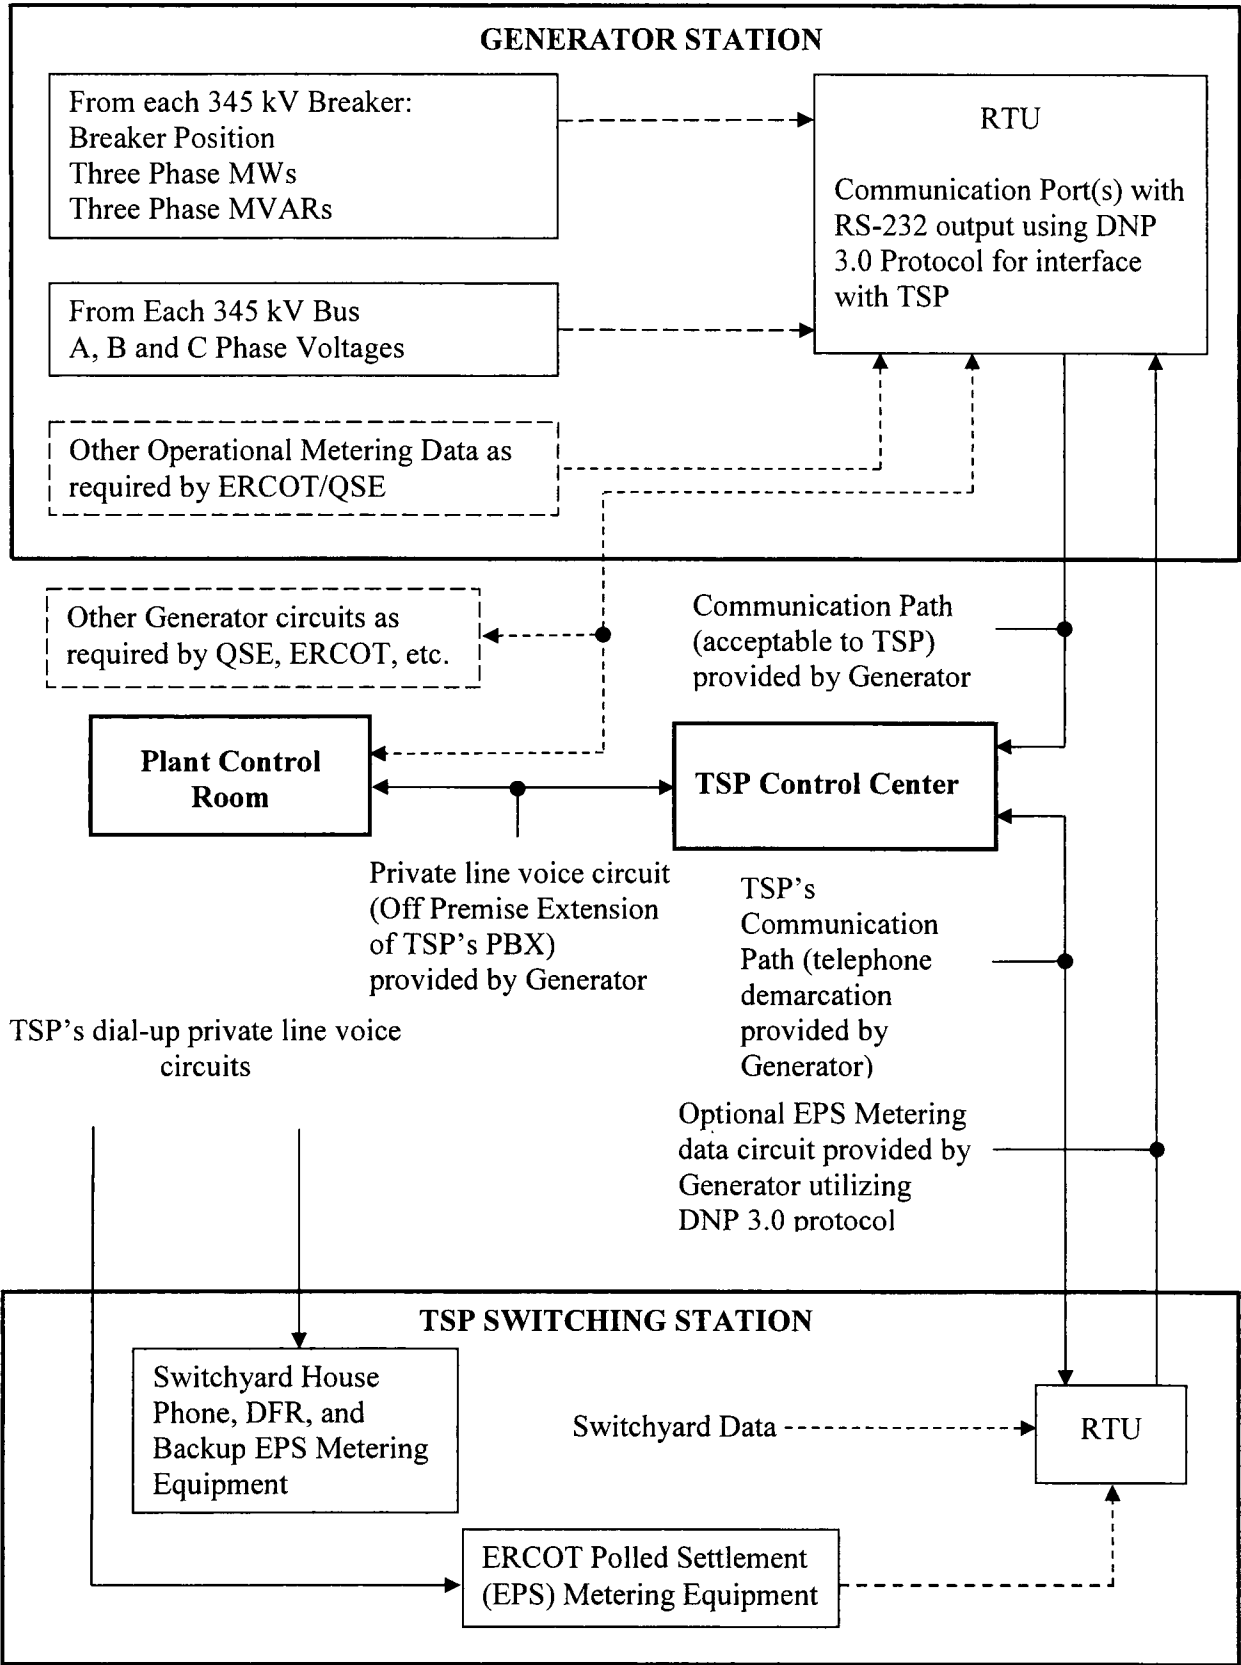 GENERATOR STATION
From each 345 kV Breaker:
Breaker Position
Three Phase MWs
Three Phase MVARs
RTU
Communication Port(s) with
RS-232 output using DNP
3.0 Protocol for interface
with TSP
From Each 345 kV Bus
A, B and C Phase Voltages
Other Operational Metering Data as
required by ERCOT/QSE
Other Generator circuits as
required by QSE, ERCOT, etc.
Communication Path
(acceptable to TSP)
provided by Generator
Plant Control
Room
TSP Control Center
Private line voice circuit
(Off Premise Extension
of TSP's PBX)
provided by Generator
TSP's
Communication
Path (telephone
demarcation
provided by
Generator)
TSP's dial-up private line voice
circuits
Optional EPS Metering
data circuit provided by
Generator utilizing
DNP 3.0 protocol
TSP SWITCHING STATION
Switchyard House
Phone, DFR, and
Backup EPS Metering
Equipment
Switchyard Data
RTU
ERCOT Polled Settlement
(EPS) Metering Equipment